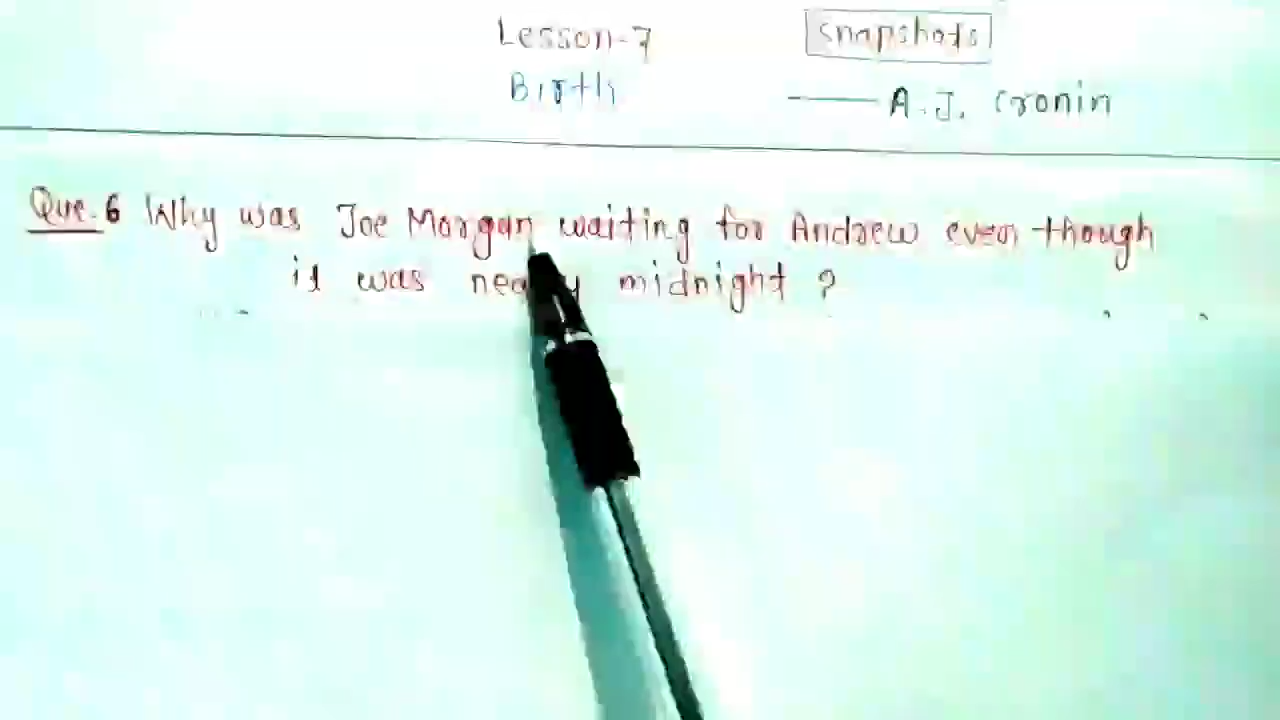 Lesson-7
Snapshots
Birth
A.J. Cronin
Que.6 Why was Joe Morgan waiting for Andrew even though
it was nearly midnight ?